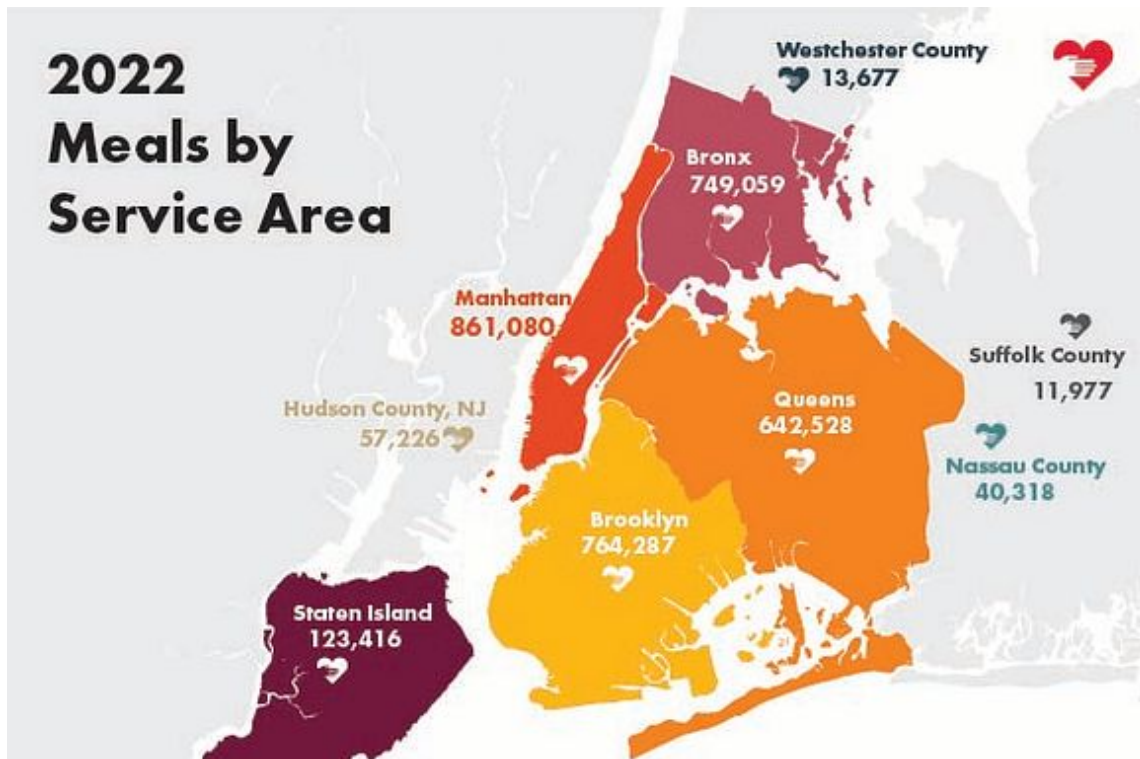 2022
Meals by
Service Area
Westchester County
13,677
Bronx
749,059
Manhattan
861,080
Suffolk County
11,977
Hudson County, NJ
57,226
Queens
642,528
Nassau County
40,318
Brooklyn
764,287
Staten Island
123,416